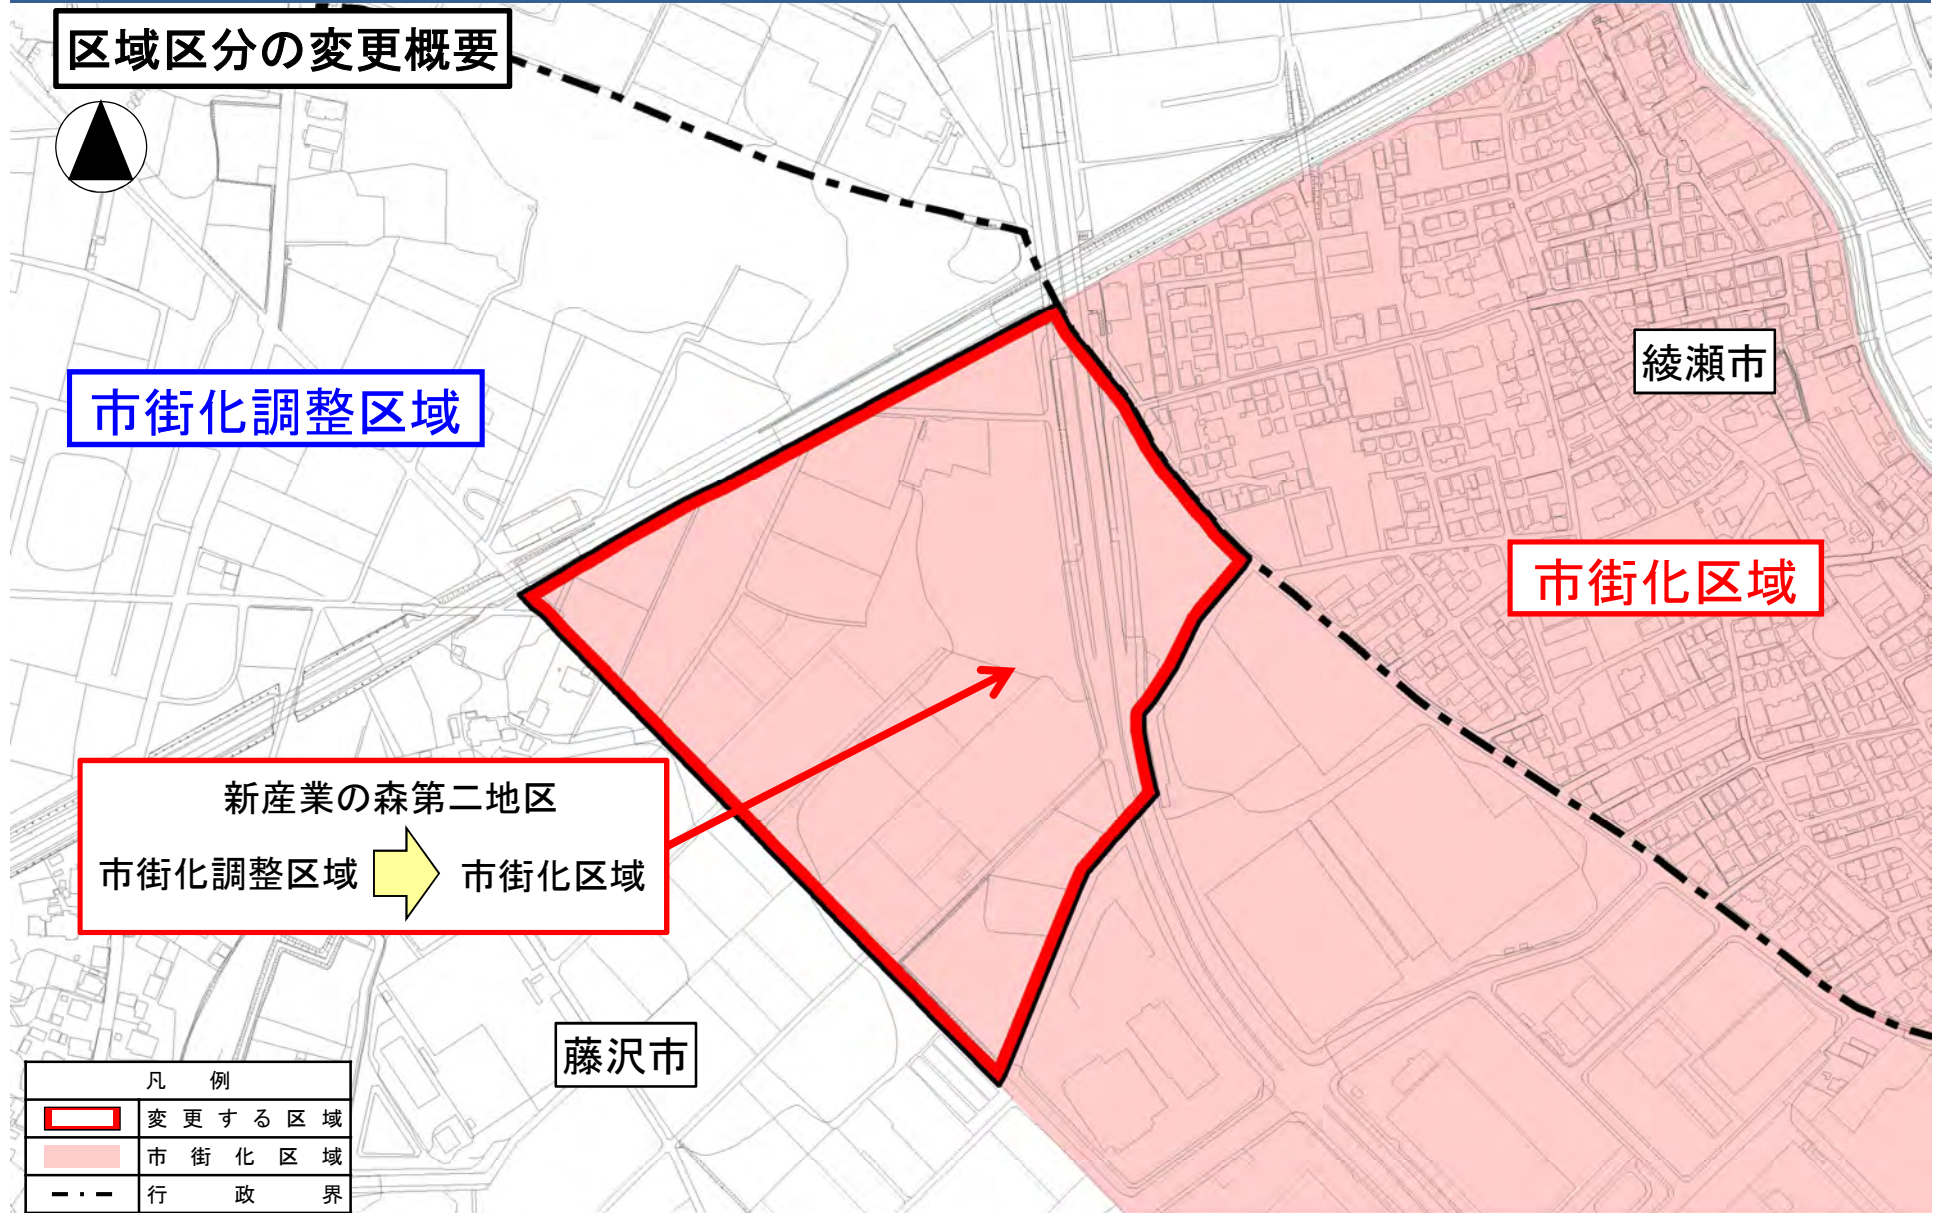 区域区分の変更概要
市街化調整区域
綾瀬市
市街化区域
新産業の森第二地区
市街化調整区域 市街化区域
藤沢市
凡 例
変更する区域
市街化区域
行政界